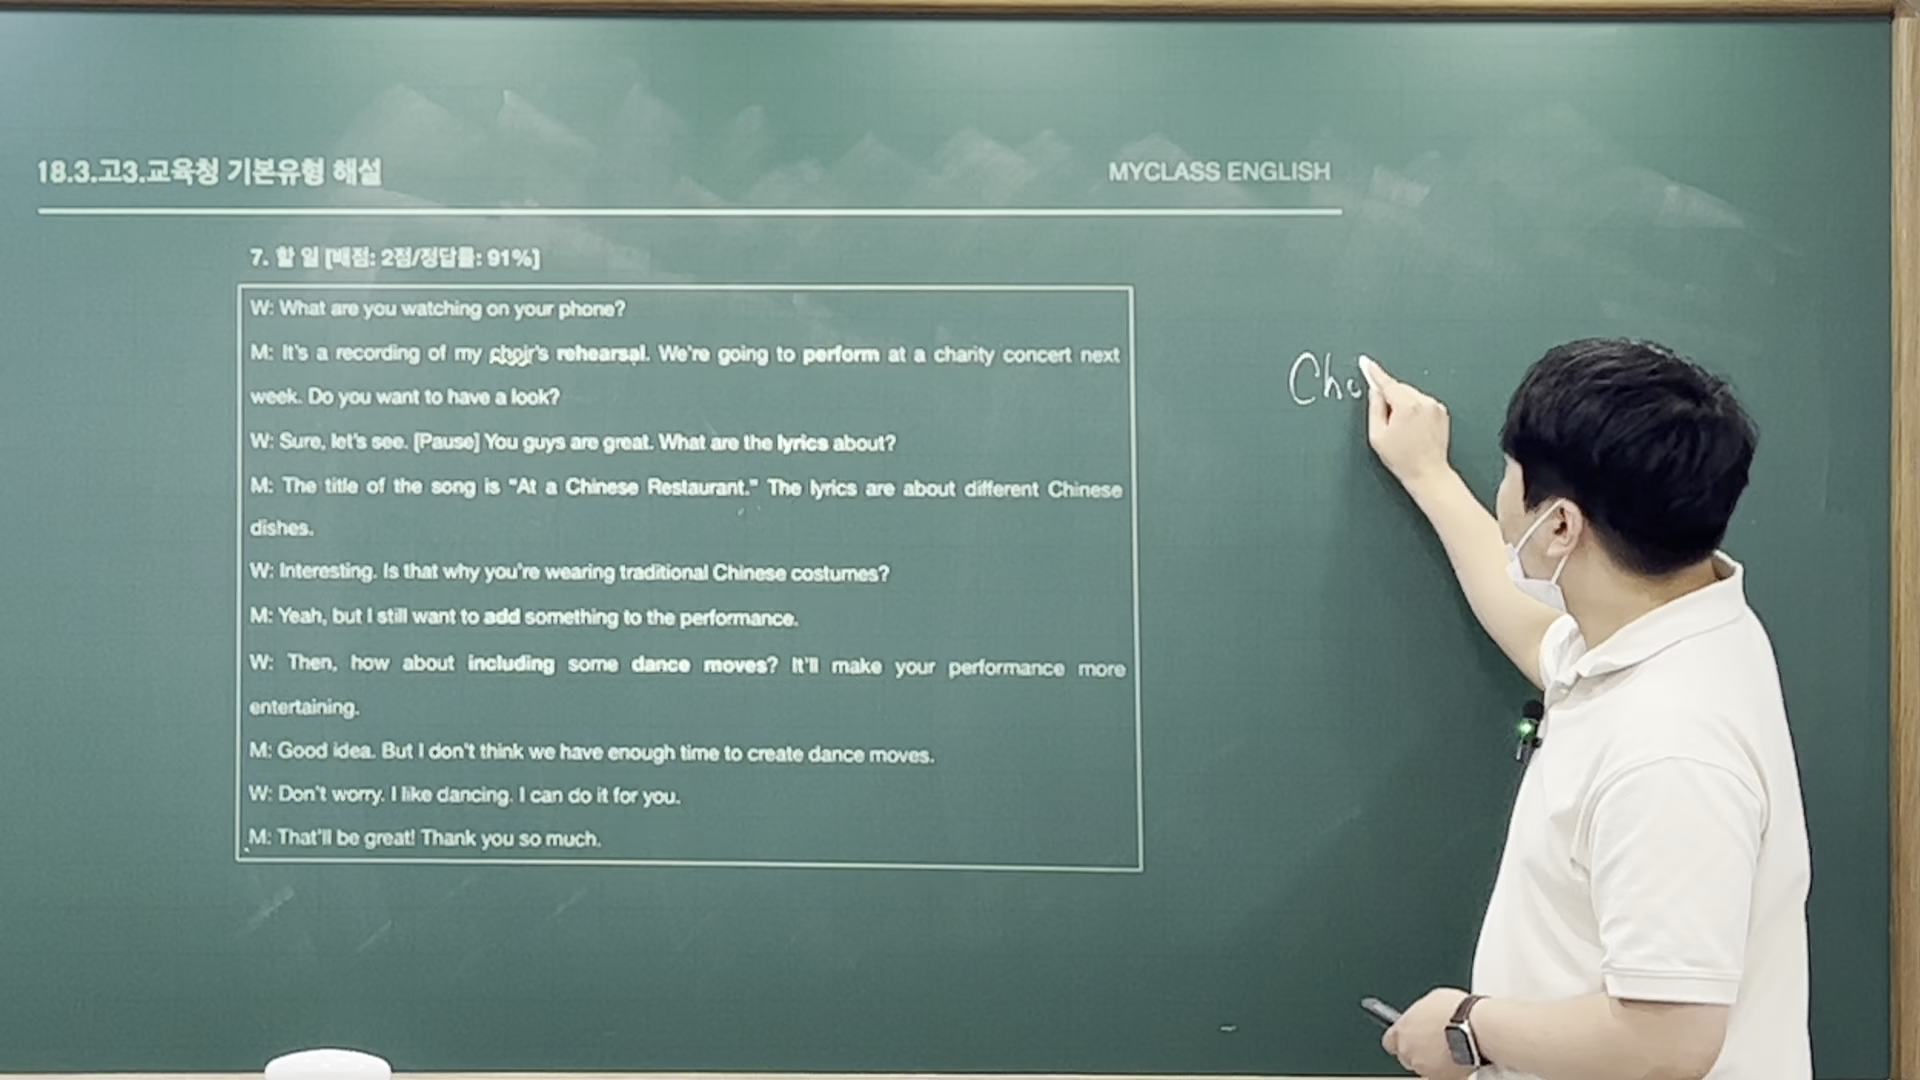 18.3.고3.교육청 기본유형 해설
MYCLASS ENGLISH
7. 할 일 [배점: 2점/정답률: 91%]
W: What are you watching on your phone?
M: It's a recording of my choir's rehearsal. We're going to perform at a charity concert next
week. Do you want to have a look?
W: Sure, let's see. [Pause] You guys are great. What are the lyrics about?
M: The title of the song is "At a Chinese Restaurant." The lyrics are about different Chinese
dishes.
W: Interesting. Is that why you're wearing traditional Chinese costumes?
M: Yeah, but I still want to add something to the performance.
W: Then, how about including some dance moves? It'll make your performance more
entertaining.
M: Good idea. But I don't think we have enough time to create dance moves.
W: Don't worry. I like dancing. I can do it for you.
M: That'll be great! Thank you so much.
Cho